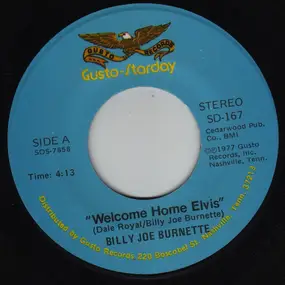 GUSTO RECORDS
Gusto-Starday
STEREO
SD-167
SIDE A
SDS-7858
Cedarwood Pub.
Co., BMI
℗©1977 Gusto
Records, Inc.
Nashville, Tenn.
Time: 4:13
"Welcome Home Elvis"
(Dale Royal/Billy Joe Burnette)
BILLY JOE BURNETTE
Distributed by Gusto Records 220 Boscobel St. Nashville, Tenn. 37213